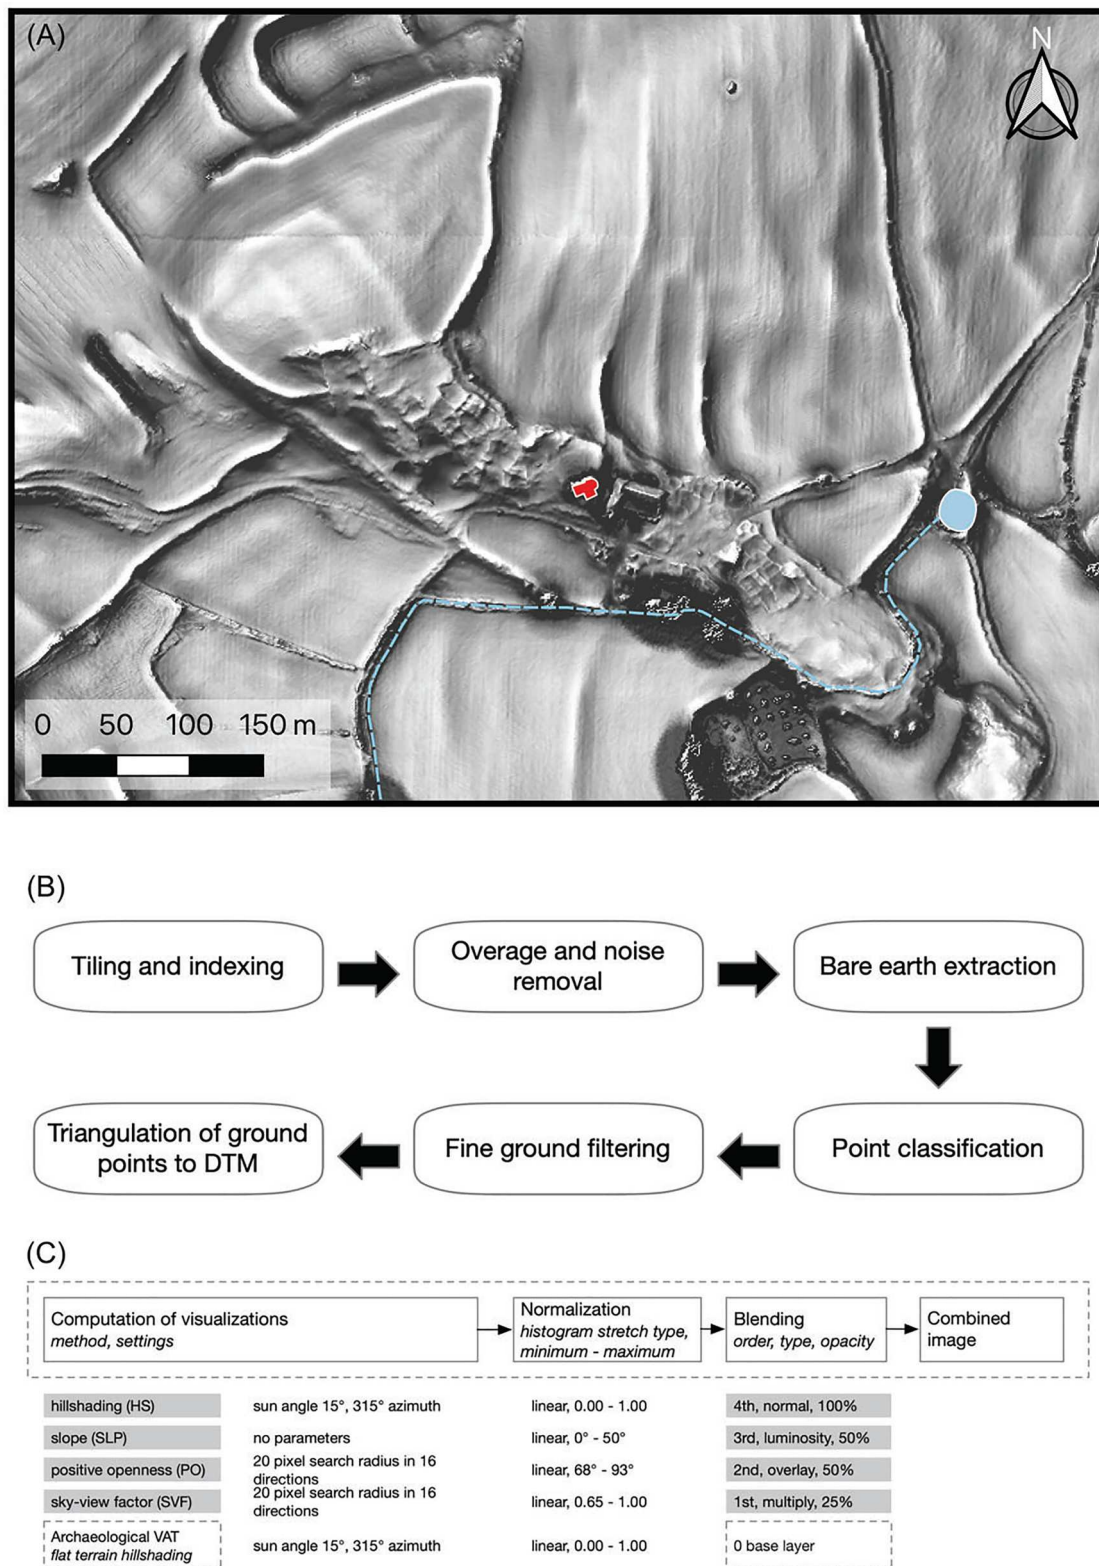 (A)
N
0 50 100 150 m
(B)
Tiling and indexing
Overage and noise
removal
Bare earth extraction
Triangulation of ground
points to DTM
Fine ground filtering
Point classification
(C)
Computation of visualizations
method, settings
Normalization
histogram stretch type,
minimum - maximum
Blending
order, type, opacity
Combined
image
hillshading (HS) sun angle 15°, 315° azimuth linear, 0.00 - 1.00 4th, normal, 100%
slope (SLP) no parameters linear, 0° - 50° 3rd, luminosity, 50%
positive openness (PO) 20 pixel search radius in 16
directions linear, 68° - 93° 2nd, overlay, 50%
sky-view factor (SVF) 20 pixel search radius in 16
directions linear, 0.65 - 1.00 1st, multiply, 25%
Archaeological VAT
flat terrain hillshading sun angle 15°, 315° azimuth linear, 0.00 - 1.00 0 base layer